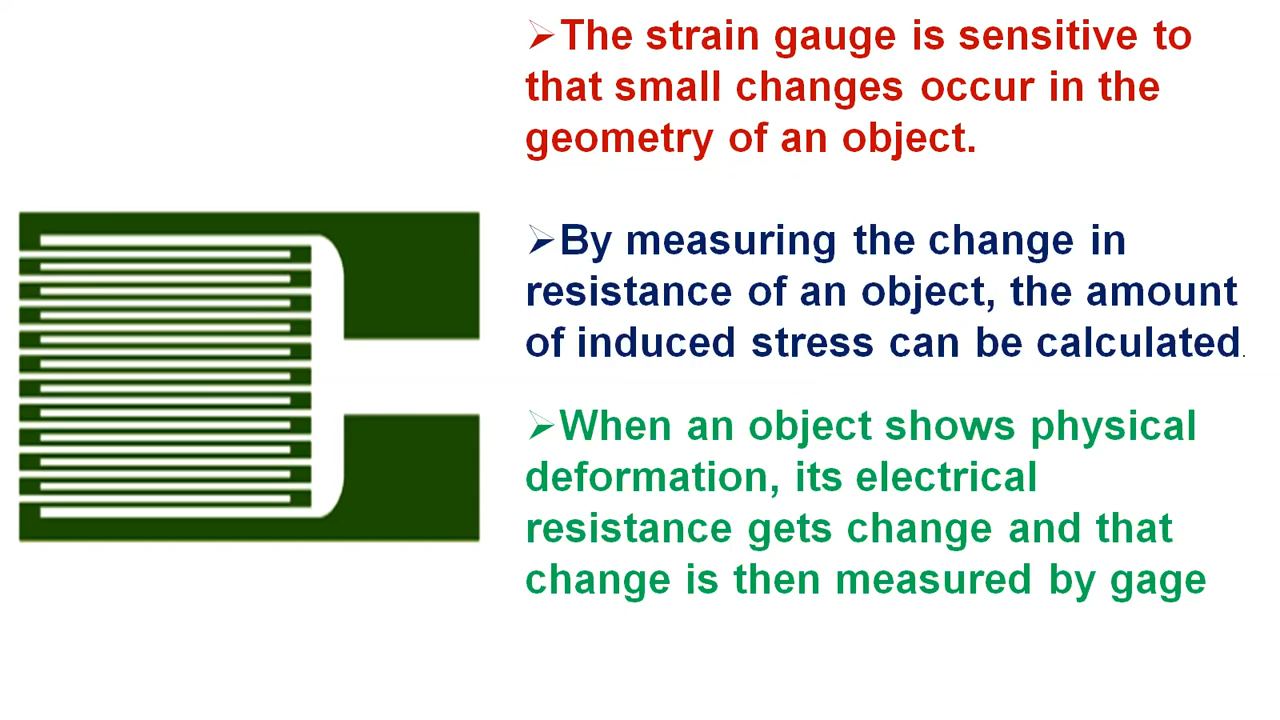 ➢The strain gauge is sensitive to
that small changes occur in the
geometry of an object.
➢By measuring the change in
resistance of an object, the amount
of induced stress can be calculated.
➢When an object shows physical
deformation, its electrical
resistance gets change and that
change is then measured by gage